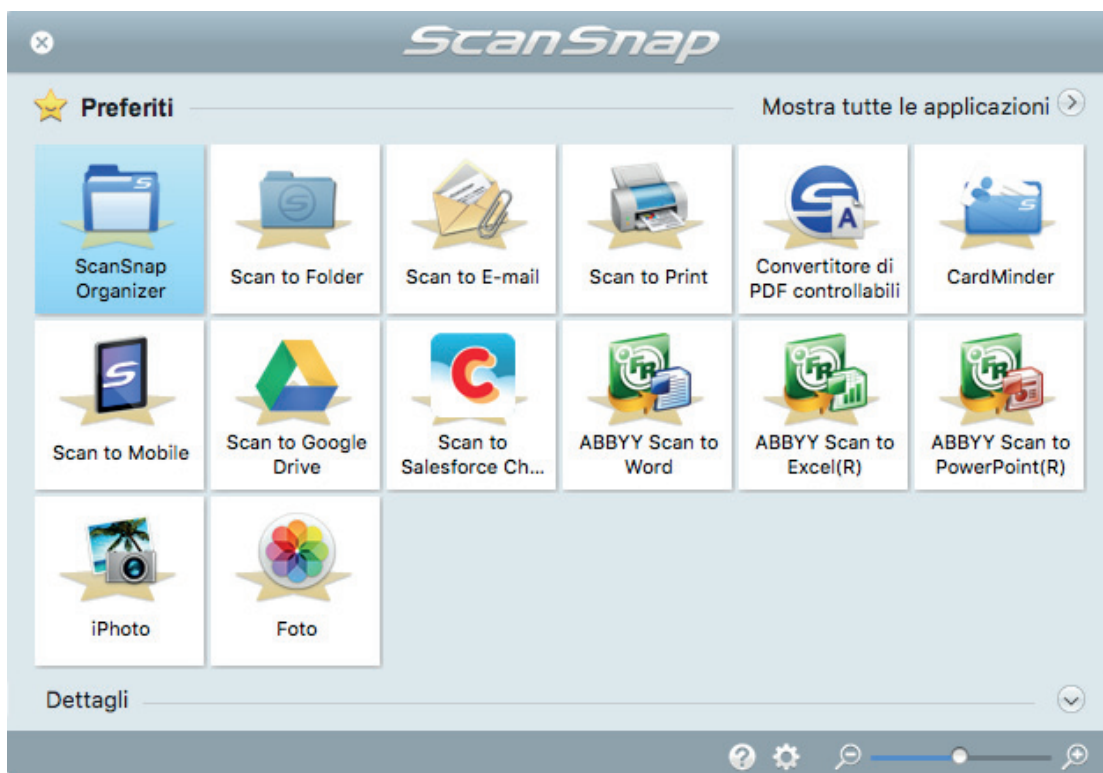 ScanSnap
Preferiti
Mostra tutte le applicazioni
ScanSnap
Organizer
Scan to Folder
Scan to E-mail
Scan to Print
Convertitore di
PDF controllabili
CardMinder
Scan to Mobile
Scan to Google
Drive
Scan to
Salesforce Ch...
ABBYY Scan to
Word
ABBYY Scan to
Excel(R)
ABBYY Scan to
PowerPoint(R)
iPhoto
Foto
Dettagli